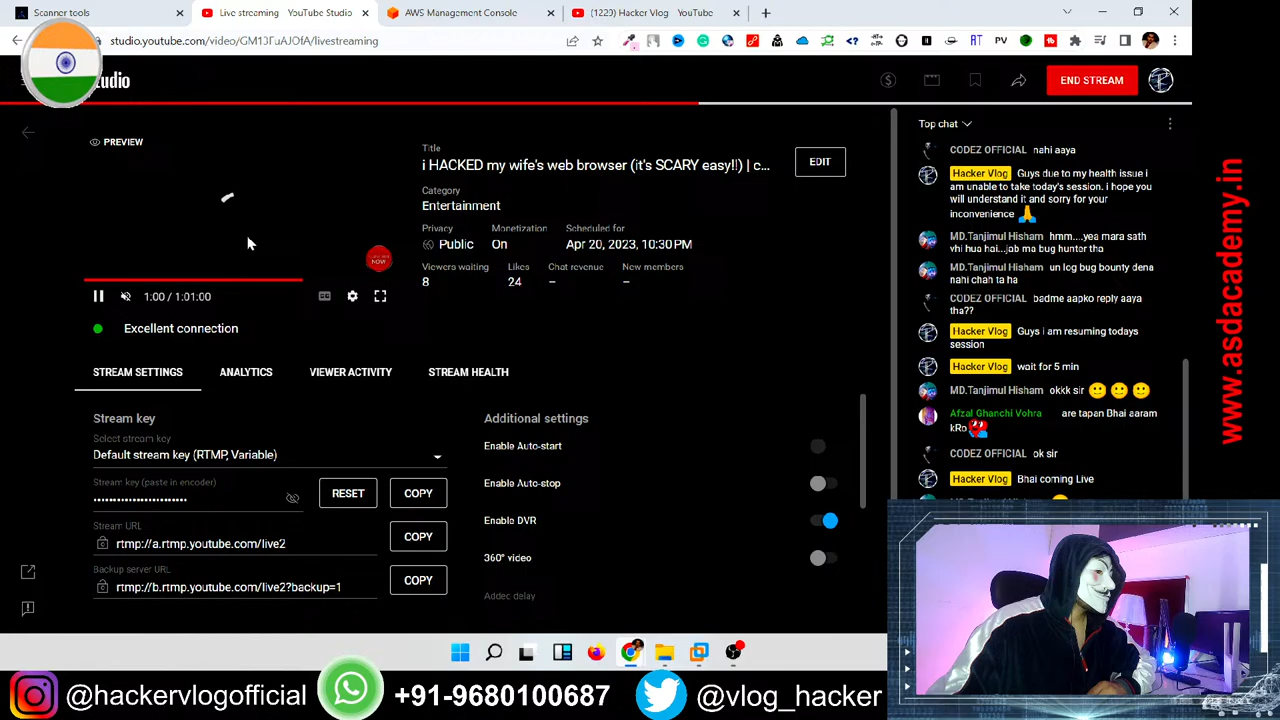 Scanner tools
Live streaming - YouTube Studio
AWS Management Console
(1229) Hacker Vlog - YouTube
studio.youtube.com/video/GM13FuAJOfA/livestreaming
PV
END STREAM
PREVIEW
Title
i HACKED my wife's web browser (it's SCARY easy!!) | c...
EDIT
Category
Entertainment
Privacy
Monetization
Scheduled for
Public
On
Apr 20, 2023, 10:30 PM
Viewers waiting
Likes
Chat revenue
New members
8
24
–
–
1:00 / 1:01:00
Excellent connection
STREAM SETTINGS
ANALYTICS
VIEWER ACTIVITY
STREAM HEALTH
Stream key
Select stream key
Default stream key (RTMP, Variable)
Stream key (paste in encoder)
•••••••••••••••••••••••
RESET
COPY
Stream URL
rtmp://a.rtmp.youtube.com/live2
COPY
Backup server URL
rtmp://b.rtmp.youtube.com/live2?backup=1
COPY
Additional settings
Enable Auto-start
Enable Auto-stop
Enable DVR
360° video
Added delay
Top chat
CODEZ OFFICIAL nahi aaya
Hacker Vlog Guys due to my health issue i
am unable to take today's session. i hope you
will understand it and sorry for your
inconvenience 🙏
MD.Tanjimul Hisham hmm....yea mara sath
vhi hua hai...jab ma bug hunter tha
MD.Tanjimul Hisham un log bug bounty dena
nahi chah ta ha
CODEZ OFFICIAL badme aapko reply aaya
tha??
Hacker Vlog Guys i am resuming todays
session
Hacker Vlog wait for 5 min
MD.Tanjimul Hisham okkk sir 🙂🙂🙂
Afzal Ghanchi Vohra are tapan Bhai aaram
kRo
CODEZ OFFICIAL ok sir
Hacker Vlog Bhai coming Live
www.asdacademy.in
@hackervlogofficial
+91-9680100687
@vlog_hacker